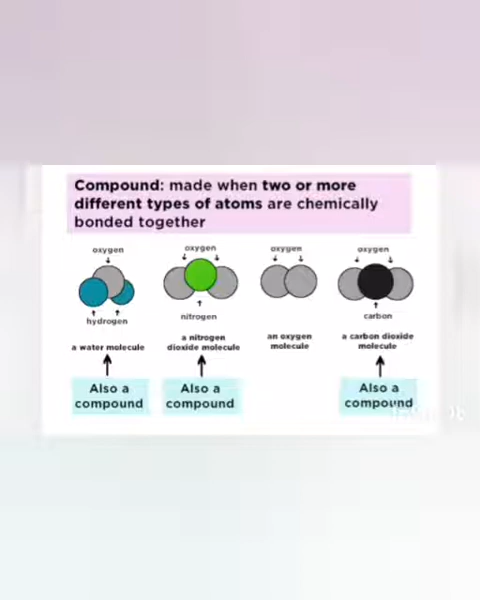 Compound: made when two or more
different types of atoms are chemically
bonded together
oxygen
oxygen
oxygen
oxygen
hydrogen
nitrogen
carbon
a water molecule
a nitrogen
dioxide molecule
an oxygen
molecule
a carbon dioxide
molecule
Also a
compound
Also a
compound
Also a
compound